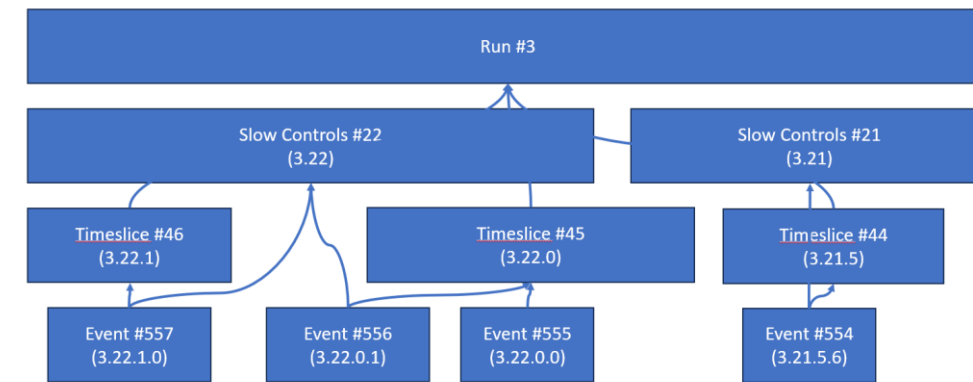 Run #3
Slow Controls #22
(3.22)
Slow Controls #21
(3.21)
Timeslice #46
(3.22.1)
Timeslice #45
(3.22.0)
Timeslice #44
(3.21.5)
Event #557
(3.22.1.0)
Event #556
(3.22.0.1)
Event #555
(3.22.0.0)
Event #554
(3.21.5.6)